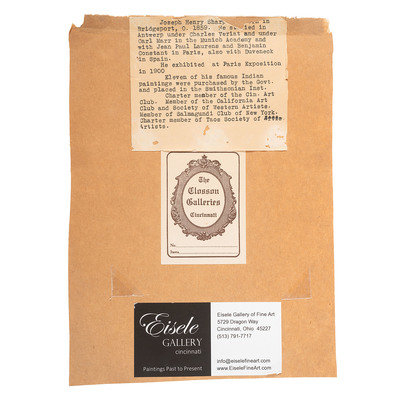 Joseph Henry Shar in
Bridgeport, O. 1859. He studied in
Antwerp under Charles Verlat and under
Carl Marr in the Munich Academy and
with Jean Paul Laurens and Benjamin
Constant in Paris, also with Duveneck
in Spain.
He exhibited at Paris Exposition
in 1900
Eleven of his famous Indian
Paintings were purchased by the Govt.
and placed in the Smithsonian Inst.
Charter member of the Cin. Art
Club. Member of the California Art
Club and Society of Western Artists.
Member of Salmagundi Club of New York.
Charter member of Taos Society of
Artists.
The
Closson
Galleries
Cincinnati
No.
Name
Eisele
GALLERY
cincinnati
Paintings Past to Present
Eisele Gallery of Fine Art
5729 Dragon Way
Cincinnati, Ohio 45227
(513) 791-7717
info@eiselefineart.com
www.EiseleFineArt.com